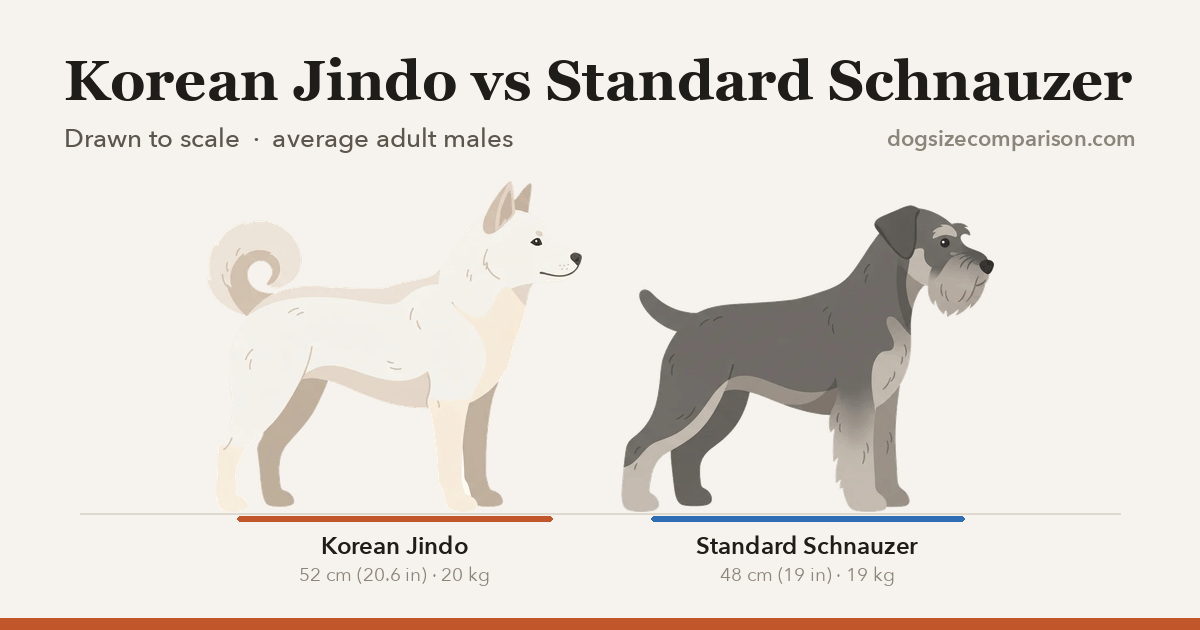 Korean Jindo vs Standard Schnauzer
Drawn to scale · average adult males
dogsizecomparison.com
Korean Jindo
52 cm (20.6 in) · 20 kg
Standard Schnauzer
48 cm (19 in) · 19 kg